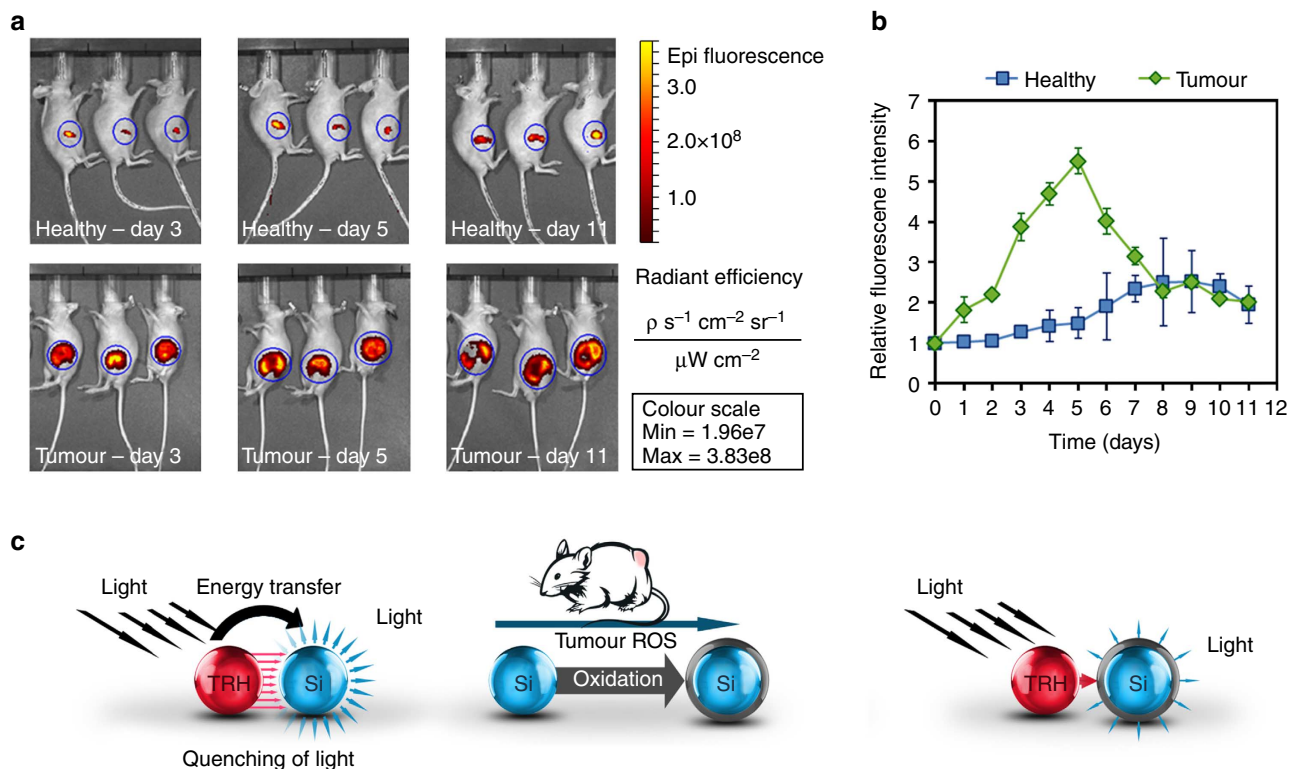 a
Healthy – day 3
Healthy – day 5
Healthy – day 11
Epi fluorescence
3.0
2.0×10⁸
1.0
Tumour – day 3
Tumour – day 5
Tumour – day 11
Radiant efficiency
ρ s⁻¹ cm⁻² sr⁻¹
μW cm⁻²
Colour scale
Min = 1.96e7
Max = 3.83e8
b
Healthy
Tumour
Relative fluorescene intensity
7
6
5
4
3
2
1
0
0 1 2 3 4 5 6 7 8 9 10 11 12
Time (days)
c
Light
Energy transfer
Light
TRH
Si
Quenching of light
Tumour ROS
Si
Oxidation
Si
Light
TRH
Si
Light